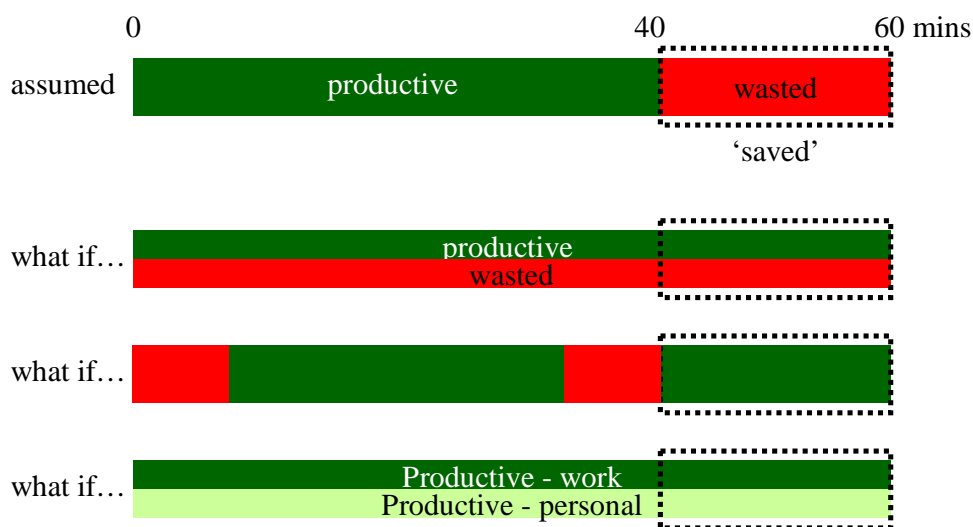 0 40 60 mins
assumed productive wasted
‘saved’
what if… productive
wasted
what if…
what if… Productive - work
Productive - personal